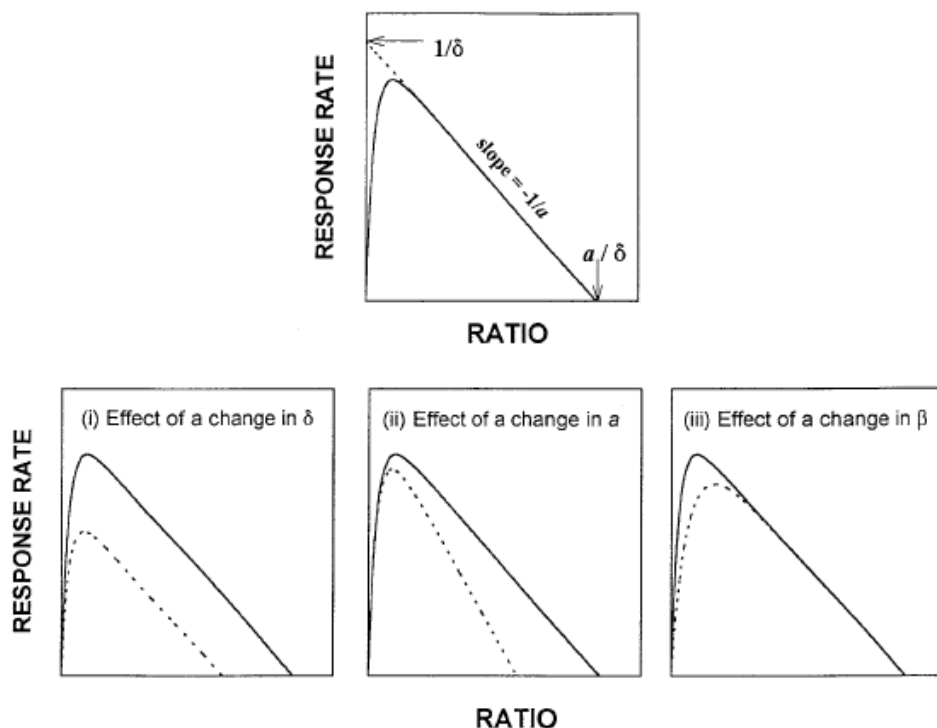 1/δ
RESPONSE RATE
slope = -1/a
a / δ
RATIO
(i) Effect of a change in δ
(ii) Effect of a change in a
(iii) Effect of a change in β
RESPONSE RATE
RATIO